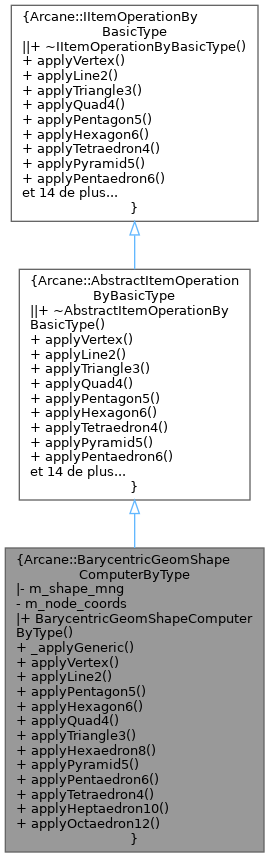 {Arcane::IItemOperationBy
BasicType
||+ ~IItemOperationByBasicType()
+ applyVertex()
+ applyLine2()
+ applyTriangle3()
+ applyQuad4()
+ applyPentagon5()
+ applyHexagon6()
+ applyTetraedron4()
+ applyPyramid5()
+ applyPentaedron6()
et 14 de plus...
}
{Arcane::AbstractItemOperation
ByBasicType
||+ ~AbstractItemOperationBy
BasicType()
+ applyVertex()
+ applyLine2()
+ applyTriangle3()
+ applyQuad4()
+ applyPentagon5()
+ applyHexagon6()
+ applyTetraedron4()
+ applyPyramid5()
+ applyPentaedron6()
et 14 de plus...
}
{Arcane::BarycentricGeomShape
ComputerByType
|- m_shape_mng
- m_node_coords
|+ BarycentricGeomShapeComputer
ByType()
+ _applyGeneric()
+ applyVertex()
+ applyLine2()
+ applyPentagon5()
+ applyHexagon6()
+ applyQuad4()
+ applyTriangle3()
+ applyHexaedron8()
+ applyPyramid5()
+ applyPentaedron6()
+ applyTetraedron4()
+ applyHeptaedron10()
+ applyOctaedron12()
}